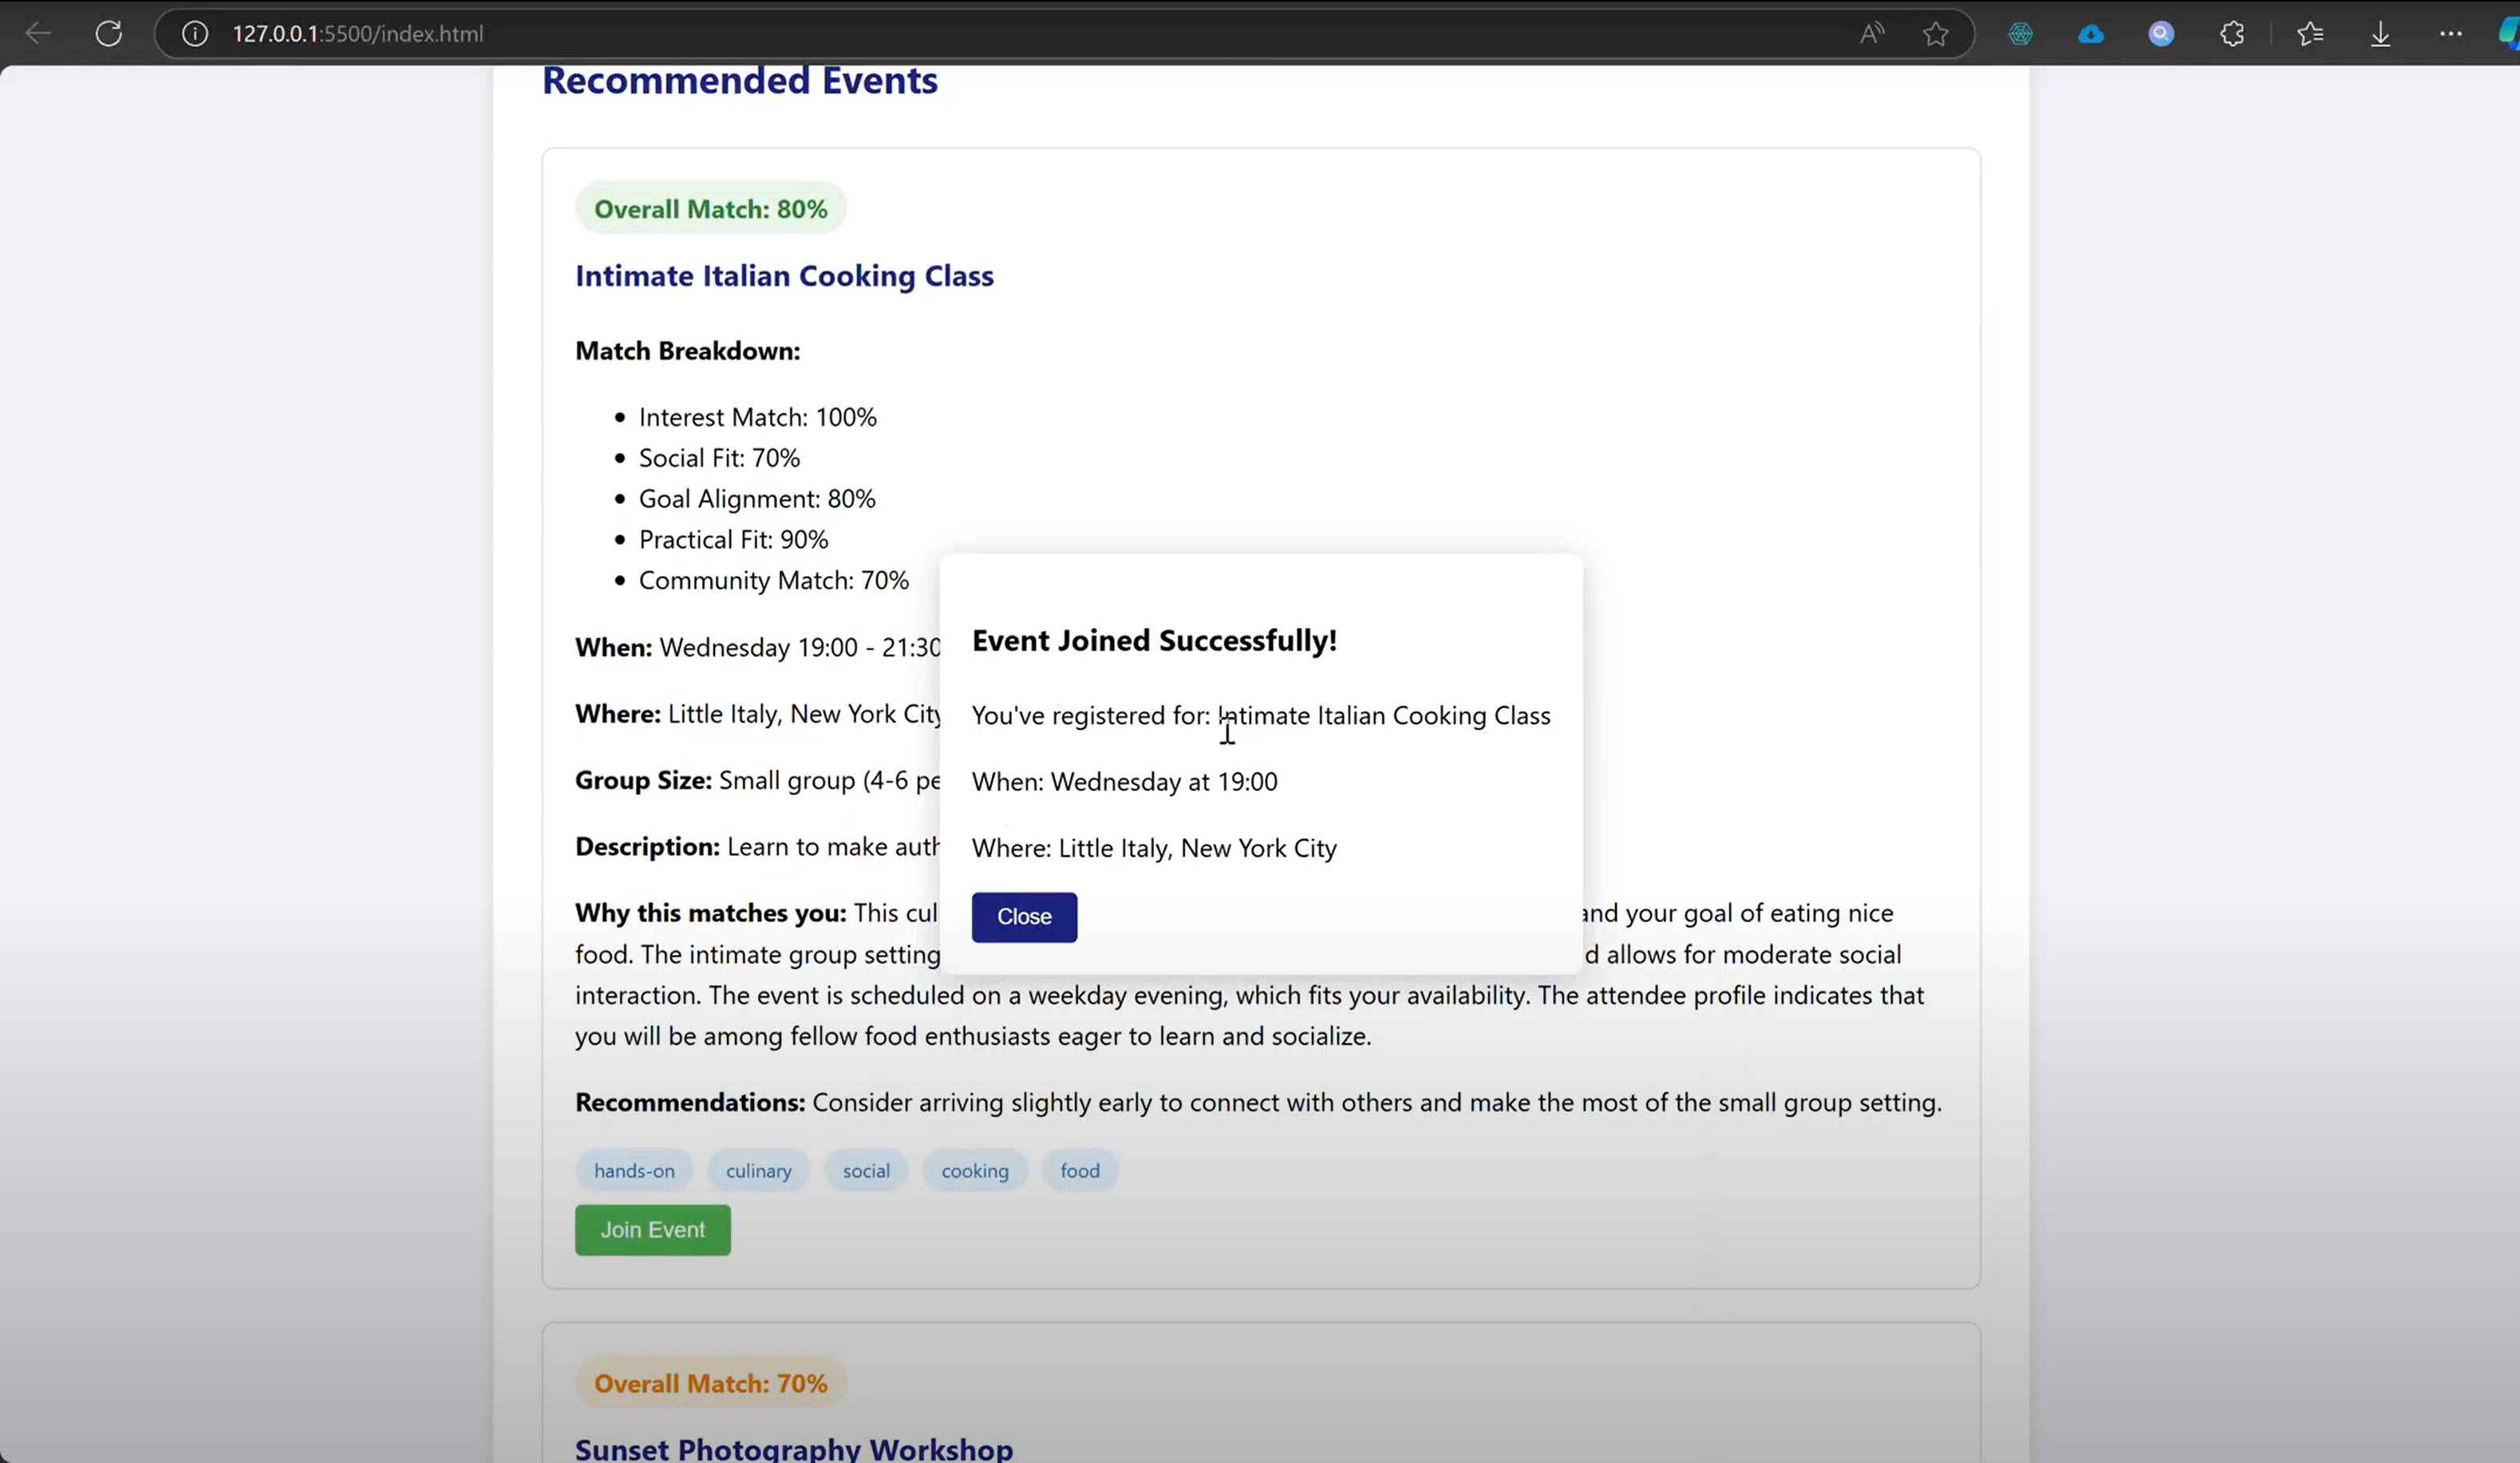 127.0.0.1:5500/index.html
Recommended Events
Overall Match: 80%
Intimate Italian Cooking Class
Match Breakdown:
Interest Match: 100%
Social Fit: 70%
Goal Alignment: 80%
Practical Fit: 90%
Community Match: 70%
When: Wednesday 19:00 - 21:30
Where: Little Italy, New York City
Group Size: Small group (4-6
Description: Learn to make
Why this matches you: This
and your goal of eating nice
food. The intimate group setting
allows for moderate social
interaction. The event is scheduled on a weekday evening, which fits your availability. The attendee profile indicates that
you will be among fellow food enthusiasts eager to learn and socialize.
Recommendations: Consider arriving slightly early to connect with others and make the most of the small group setting.
hands-on culinary social cooking food
Join Event
Event Joined Successfully!
You've registered for: Intimate Italian Cooking Class
When: Wednesday at 19:00
Where: Little Italy, New York City
Close
Overall Match: 70%
Sunset Photography Workshop